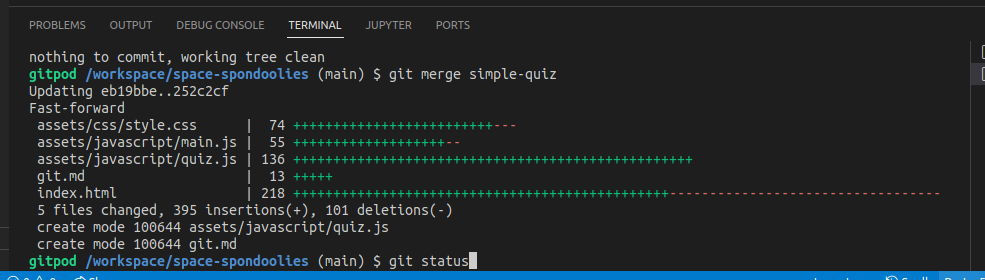 PROBLEMS OUTPUT DEBUG CONSOLE TERMINAL JUPYTER PORTS
nothing to commit, working tree clean
gitpod /workspace/space-spondoolies (main) $ git merge simple-quiz
Updating eb19bbe..252c2cf
Fast-forward
assets/css/style.css | 74 +++++++++++++++++++++++++---
assets/javascript/main.js | 55 +++++++++++++++++++--
assets/javascript/quiz.js | 136 ++++++++++++++++++++++++++++++++++++++++++++++++++
git.md | 13 +++++
index.html | 218 +++++++++++++++++++++++++++++++++++++++++++++++----------------------------------
5 files changed, 395 insertions(+), 101 deletions(-)
create mode 100644 assets/javascript/quiz.js
create mode 100644 git.md
gitpod /workspace/space-spondoolies (main) $ git status